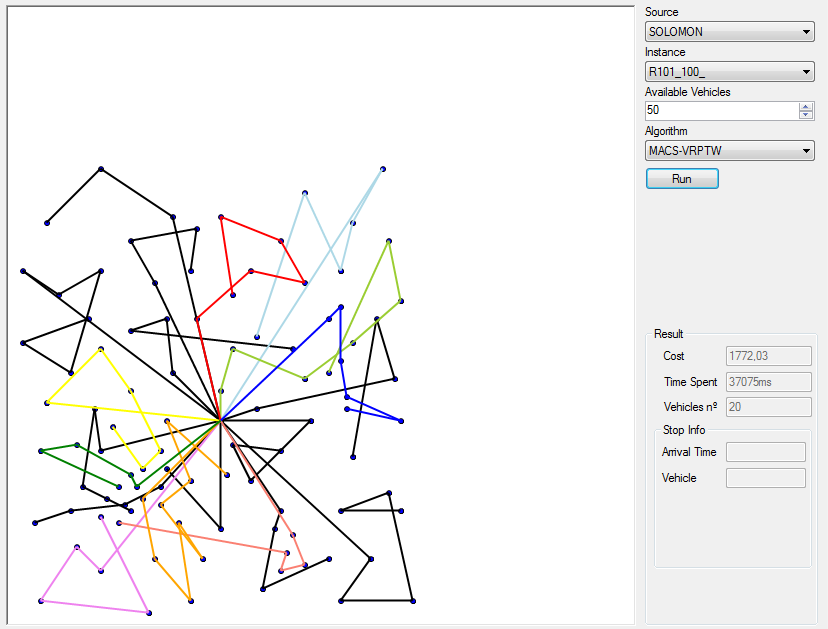 Source
SOLOMON
Instance
R101_100_
Available Vehicles
50
Algorithm
MACS-VRPTW
Run
Result
Cost
1772,03
Time Spent
37075ms
Vehicles nº
20
Stop Info
Arrival Time
Vehicle